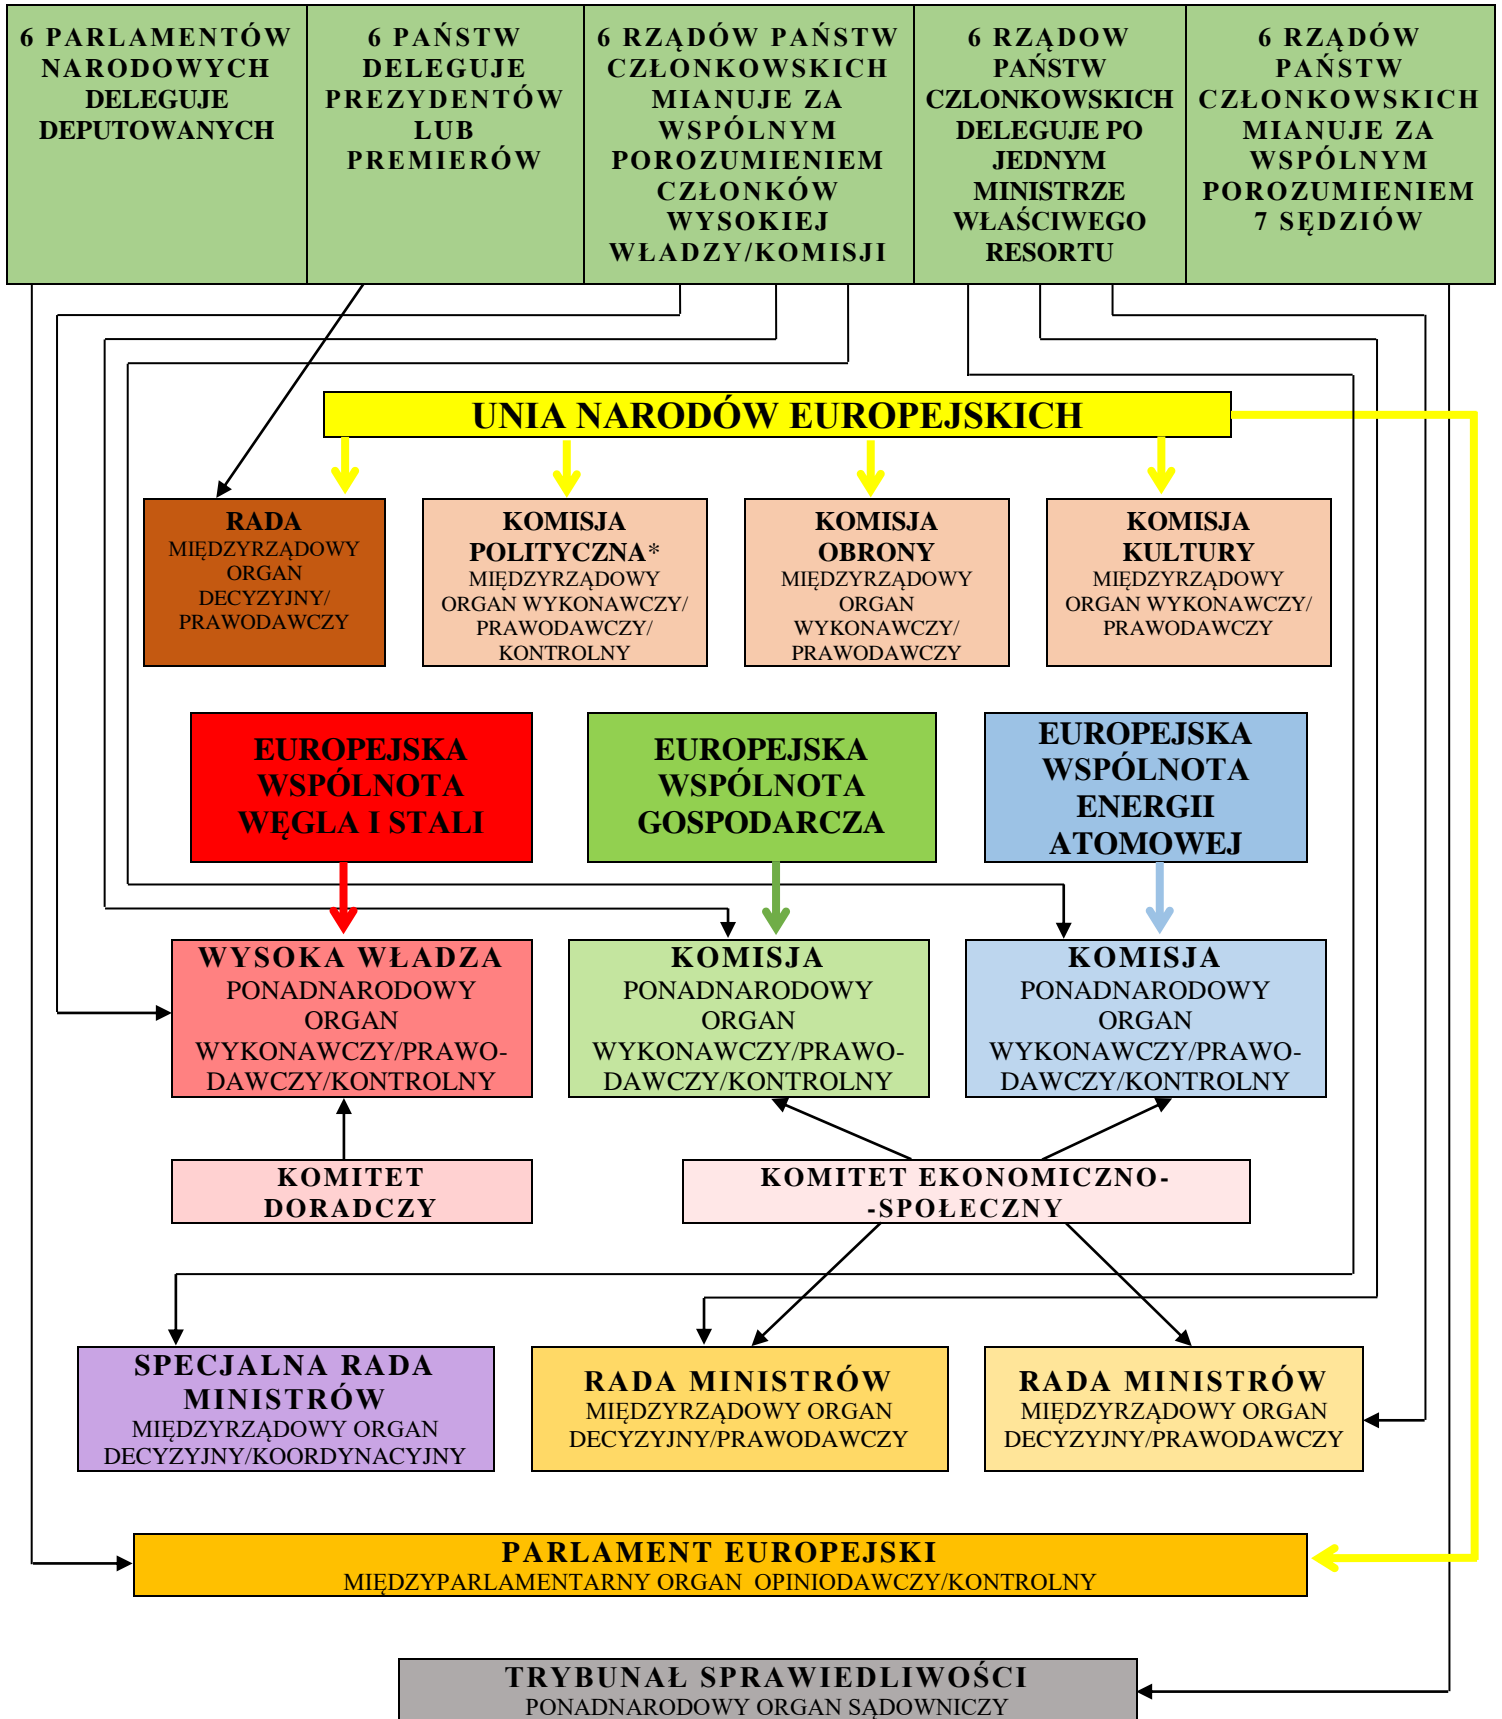 6 PARLAMENTÓW
NARODOWYCH
DELEGUJE
DEPUTOWANYCH
6 PAŃSTW
DELEGUJE
PREZYDENTÓW
LUB
PREMIERÓW
6 RZĄDÓW PAŃSTW
CZŁONKOWSKICH
MIANUJE ZA
WSPÓLNYM
POROZUMIENIEM
CZŁONKÓW
WYSOKIEJ
WŁADZY/KOMISJI
6 RZĄDOW
PAŃSTW
CZLONKOWSKICH
DELEGUJE PO
JEDNYM
MINISTRZE
WŁAŚCIWEGO
RESORTU
6 RZĄDÓW
PAŃSTW
CZŁONKOWSKICH
MIANUJE ZA
WSPÓLNYM
POROZUMIENIEM
7 SĘDZIÓW
UNIA NARODÓW EUROPEJSKICH
RADA
MIĘDZYRZĄDOWY
ORGAN
DECYZYJNY/
PRAWODAWCZY
KOMISJA
POLITYCZNA*
MIĘDZYRZĄDOWY
ORGAN WYKONAWCZY/
PRAWODAWCZY/
KONTROLNY
KOMISJA
OBRONY
MIĘDZYRZĄDOWY
ORGAN
WYKONAWCZY/
PRAWODAWCZY
KOMISJA
KULTURY
MIĘDZYRZĄDOWY
ORGAN WYKONAWCZY/
PRAWODAWCZY
EUROPEJSKA
WSPÓLNOTA
WĘGLA I STALI
EUROPEJSKA
WSPÓLNOTA
GOSPODARCZA
EUROPEJSKA
WSPÓLNOTA
ENERGII
ATOMOWEJ
WYSOKA WŁADZA
PONADNARODOWY
ORGAN
WYKONAWCZY/PRAWO-
DAWCZY/KONTROLNY
KOMISJA
PONADNARODOWY
ORGAN
WYKONAWCZY/PRAWO-
DAWCZY/KONTROLNY
KOMISJA
PONADNARODOWY
ORGAN
WYKONAWCZY/PRAWO-
DAWCZY/KONTROLNY
KOMITET
DORADCZY
KOMITET EKONOMICZNO-
-SPOŁECZNY
SPECJALNA RADA
MINISTRÓW
MIĘDZYRZĄDOWY ORGAN
DECYZYJNY/KOORDYNACYJNY
RADA MINISTRÓW
MIĘDZYRZĄDOWY ORGAN
DECYZYJNY/PRAWODAWCZY
RADA MINISTRÓW
MIĘDZYRZĄDOWY ORGAN
DECYZYJNY/PRAWODAWCZY
PARLAMENT EUROPEJSKI
MIĘDZYPARLAMENTARNY ORGAN OPINIODAWCZY/KONTROLNY
TRYBUNAŁ SPRAWIEDLIWOŚCI
PONADNARODOWY ORGAN SĄDOWNICZY